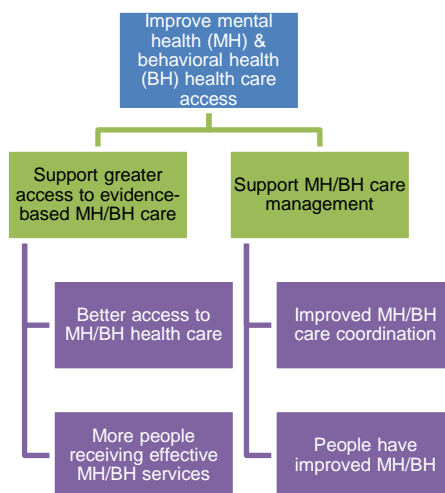 Improve mental
health (MH) &
behavioral health
(BH) health care
access
Support greater
access to evidence-
based MH/BH care
Support MH/BH care
management
Better access to
MH/BH health care
Improved MH/BH
care coordination
More people
receiving effective
MH/BH services
People have
improved MH/BH